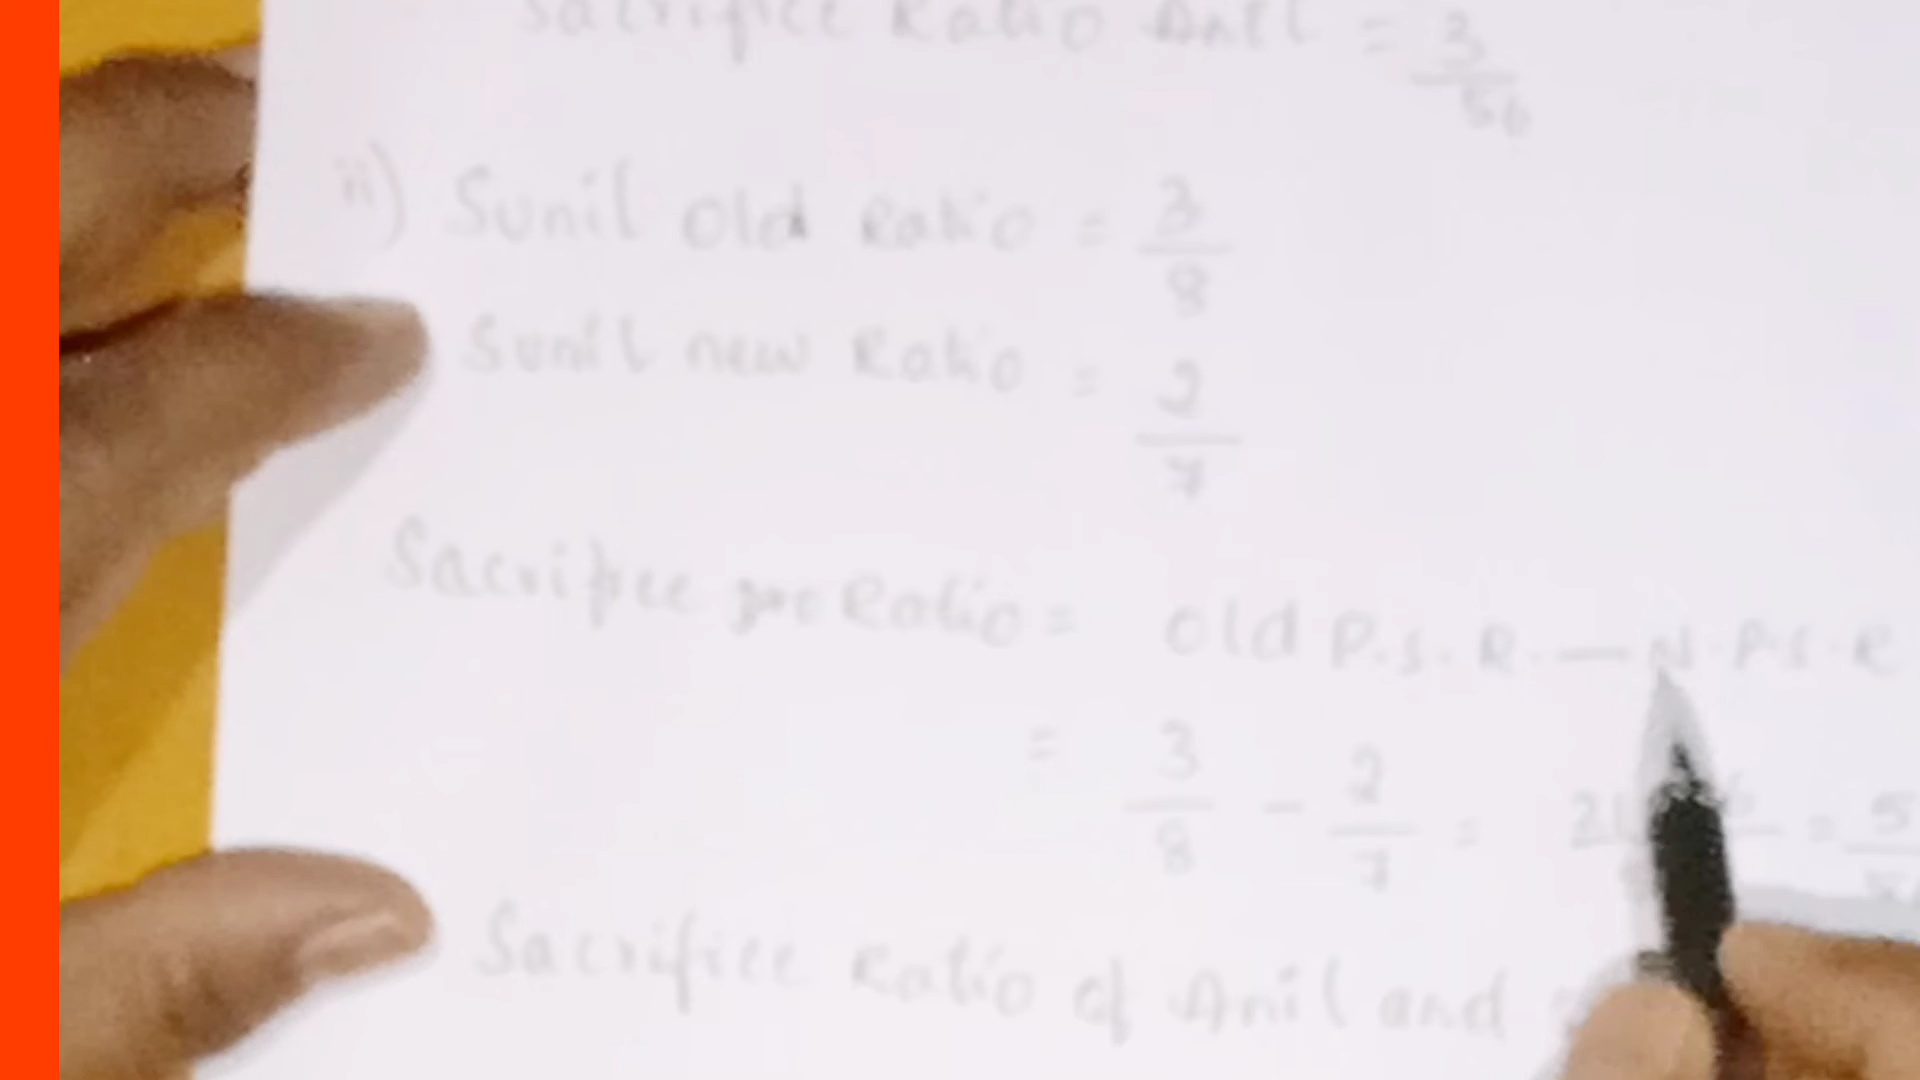 Sacrifice Ratio Anil = 3/56
ii) Sunil old Ratio = 3/8
Sunil new Ratio = 2/7
Sacrifice Ratio = old P.S.R. — N.P.S.R
= 3/8 - 2/7 = = 5
Sacrifice Ratio of Anil and